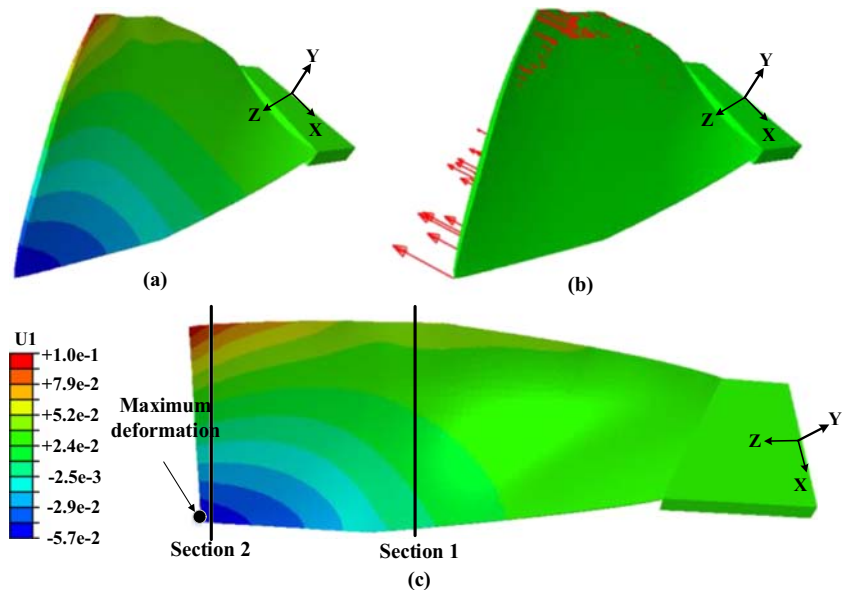 Y
Z
X
(a)
Y
Z
X
(b)
U1
+1.0e-1
+7.9e-2
+5.2e-2
+2.4e-2
-2.5e-3
-2.9e-2
-5.7e-2
Maximum
deformation
Y
Z
X
Section 2
Section 1
(c)